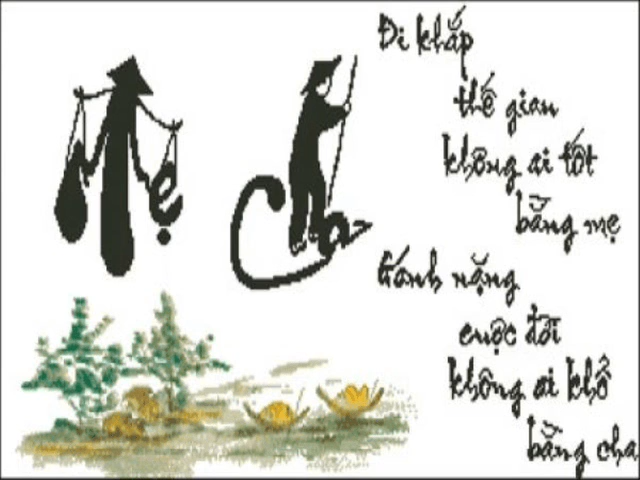 Mẹ Cha
Đi khắp
thế gian
không ai tốt
bằng mẹ
Gánh nặng
cuộc đời
không ai khổ
bằng cha